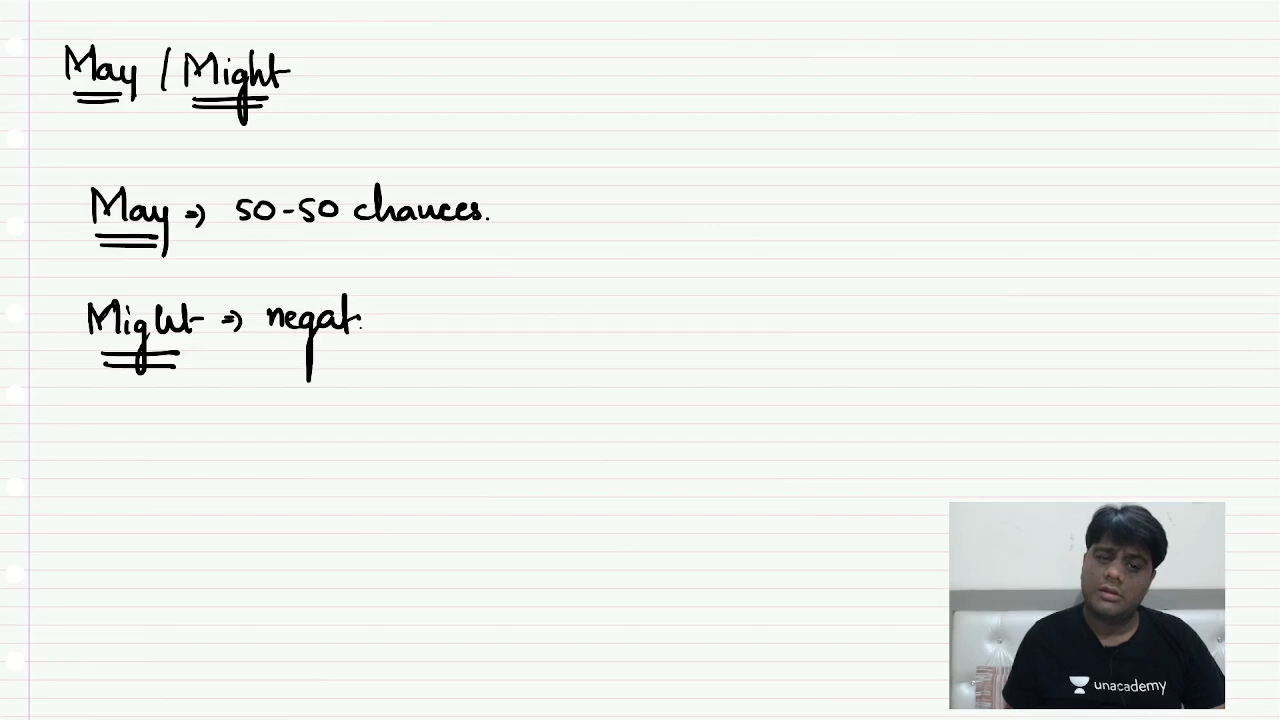 May / Might
May => 50-50 chances.
Might => negat.
unacademy